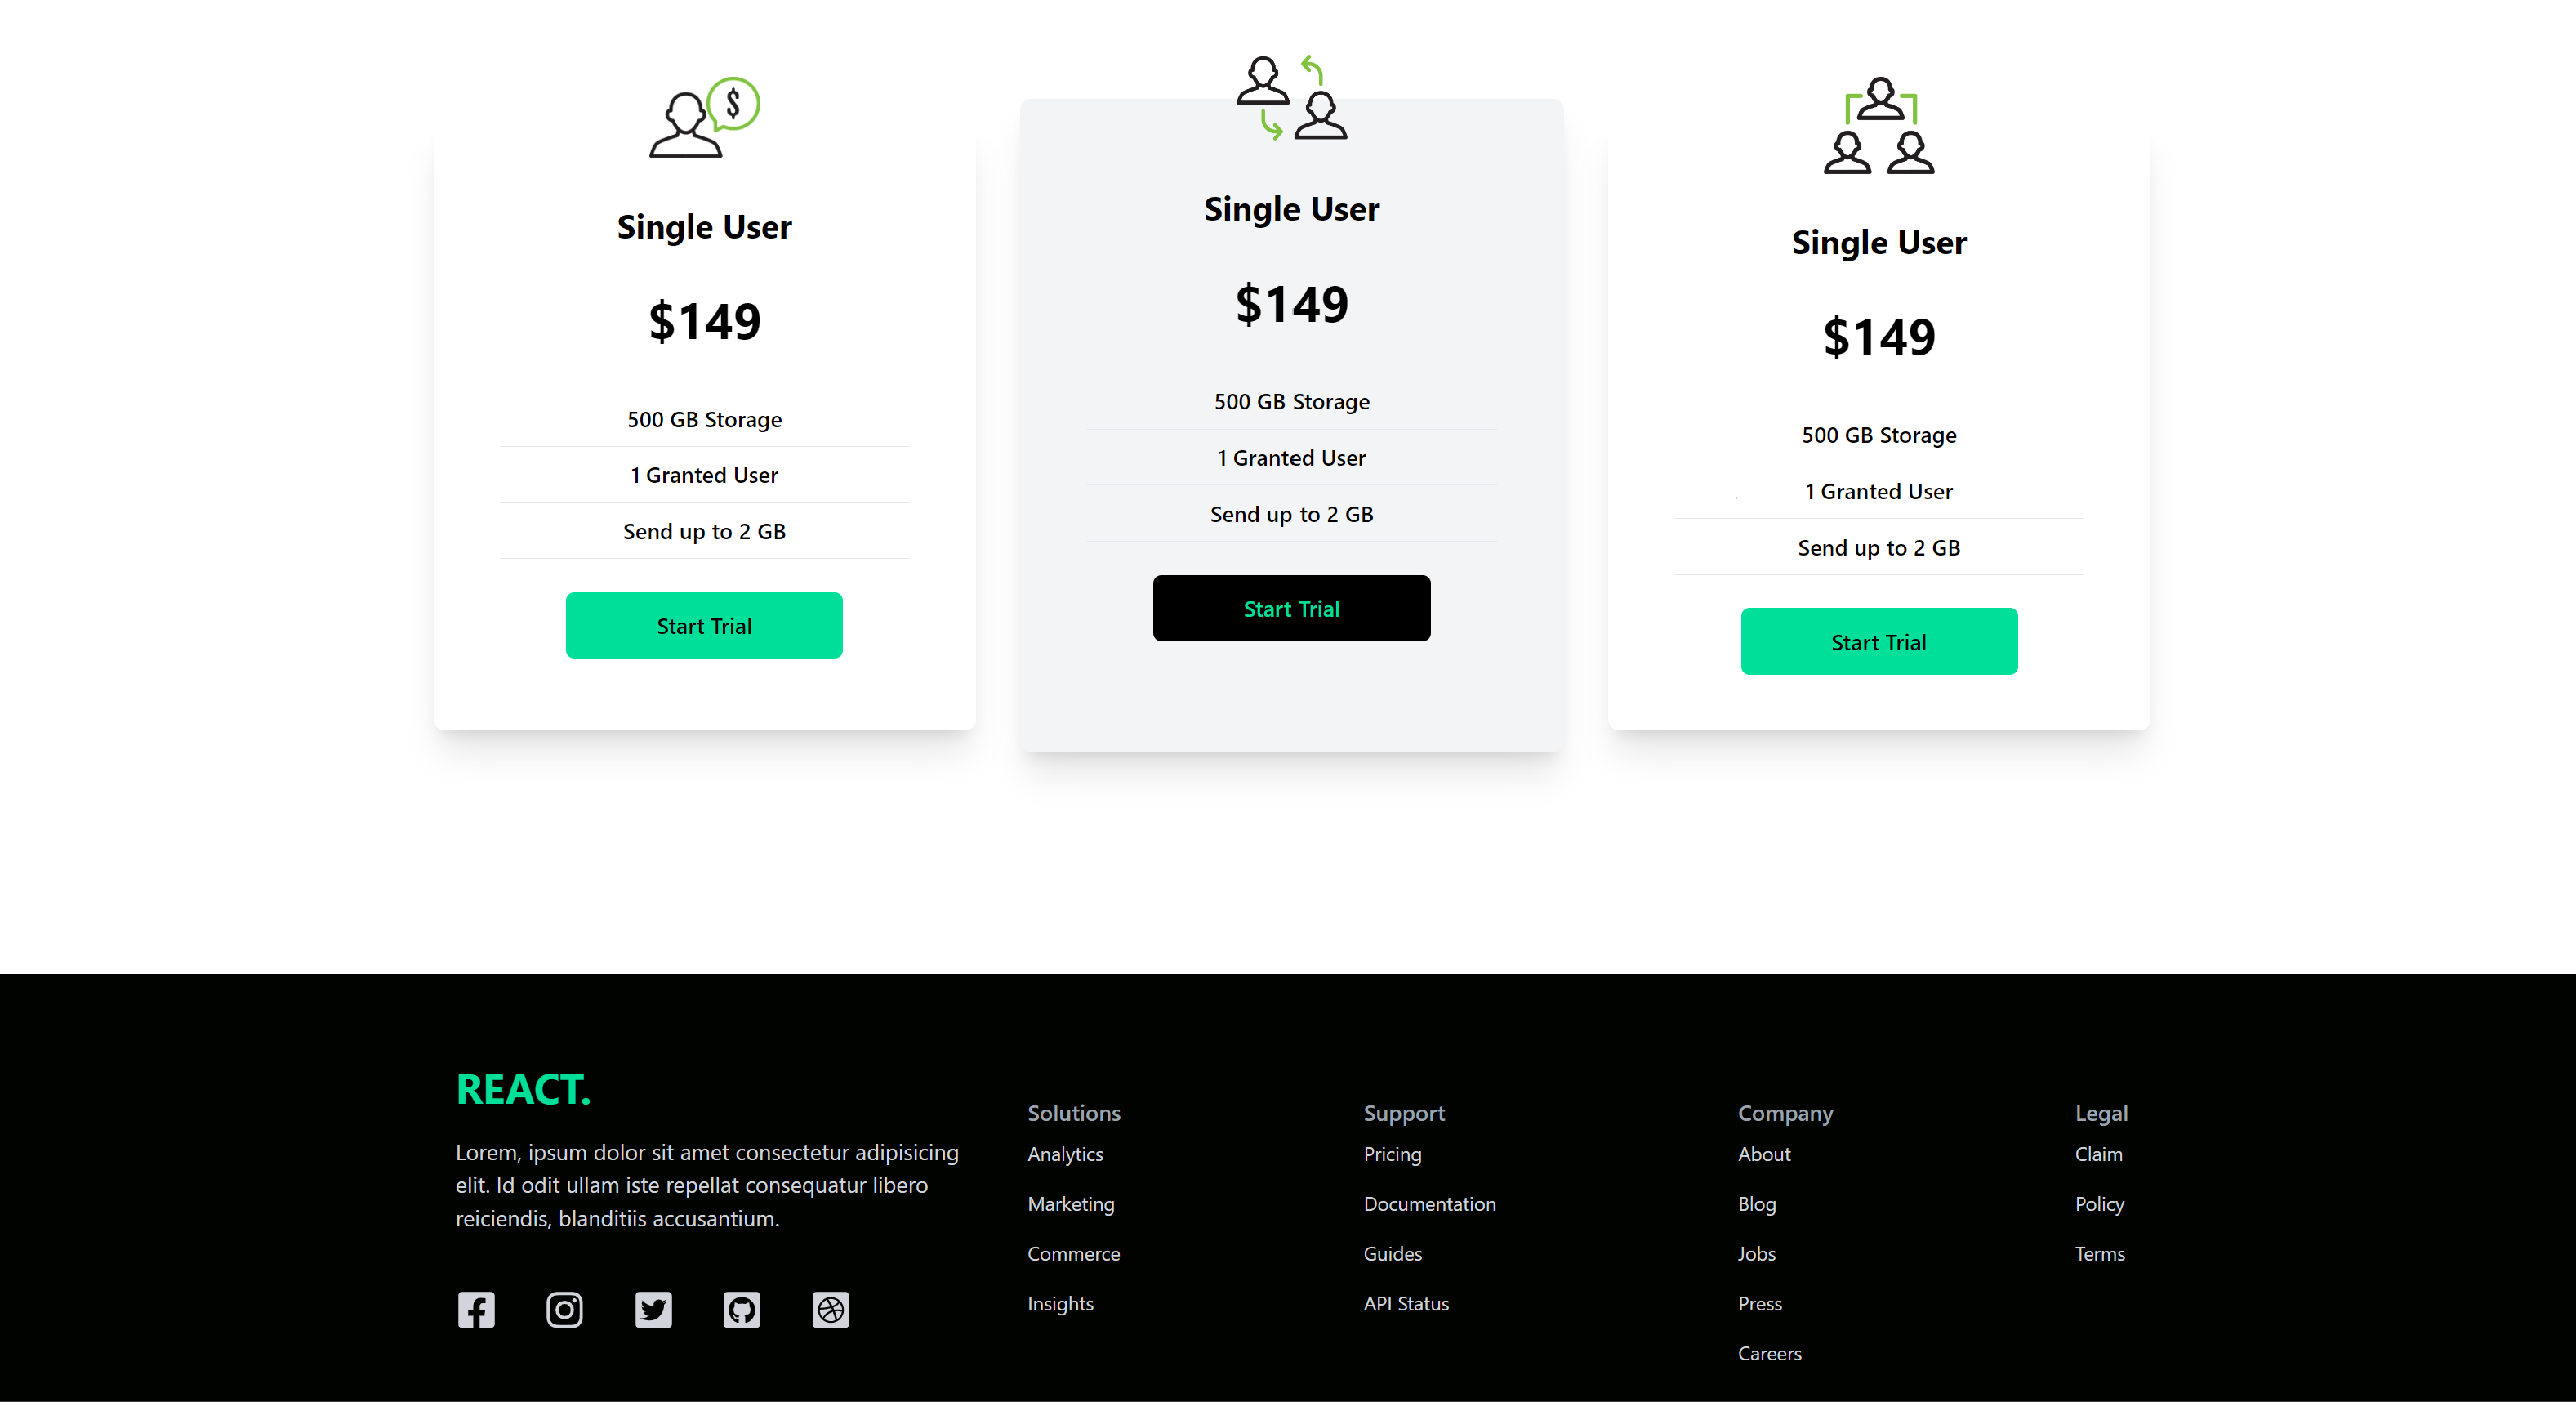 $
Single User
$149
500 GB Storage
1 Granted User
Send up to 2 GB
Start Trial
Single User
$149
500 GB Storage
1 Granted User
Send up to 2 GB
Start Trial
Single User
$149
500 GB Storage
1 Granted User
Send up to 2 GB
Start Trial
REACT.
Lorem, ipsum dolor sit amet consectetur adipisicing
elit. Id odit ullam iste repellat consequatur libero
reiciendis, blanditiis accusantium.
Solutions
Analytics
Marketing
Commerce
Insights
Support
Pricing
Documentation
Guides
API Status
Company
About
Blog
Jobs
Press
Careers
Legal
Claim
Policy
Terms